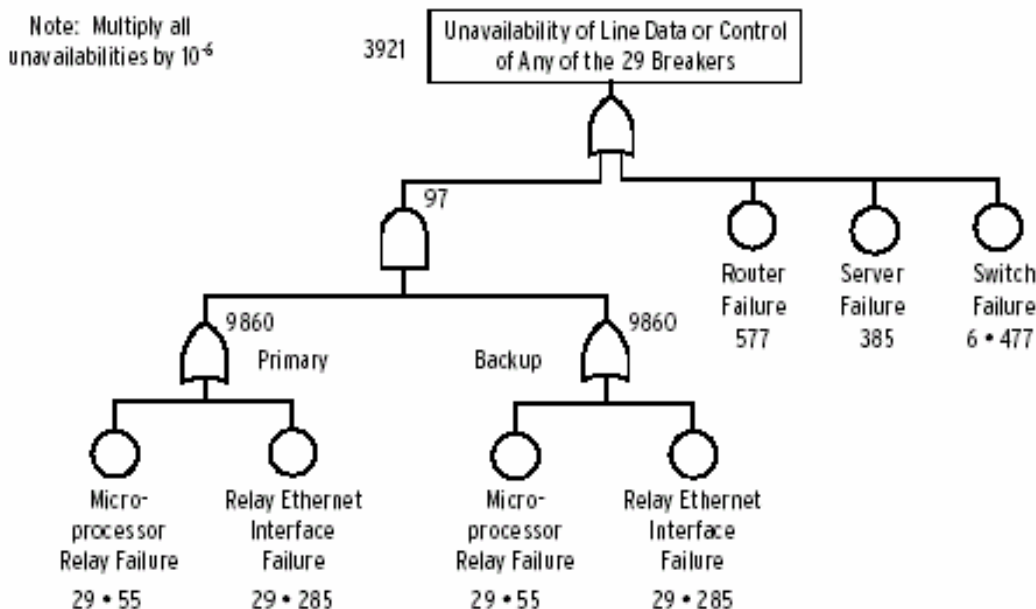 Note: Multiply all
unavailabilities by 10⁻⁶
3921
Unavailability of Line Data or Control
of Any of the 29 Breakers
97
Router
Failure
577
Server
Failure
385
Switch
Failure
6 • 477
9860
Primary
Backup
9860
Micro-
processor
Relay Failure
29 • 55
Relay Ethernet
Interface
Failure
29 • 285
Micro-
processor
Relay Failure
29 • 55
Relay Ethernet
Interface
Failure
29 • 285